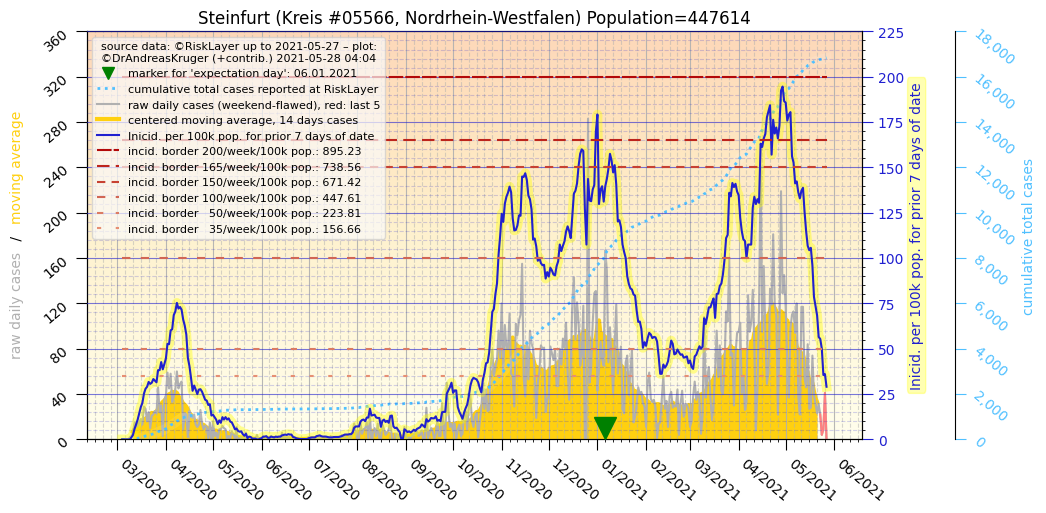 Steinfurt (Kreis #05566, Nordrhein-Westfalen) Population=447614
source data: ©RiskLayer up to 2021-05-27 – plot:
©DrAndreasKruger (+contrib.) 2021-05-28 04:04
marker for 'expectation day': 06.01.2021
cumulative total cases reported at RiskLayer
raw daily cases (weekend-flawed), red: last 5
centered moving average, 14 days cases
Inicid. per 100k pop. for prior 7 days of date
incid. border 200/week/100k pop.: 895.23
incid. border 165/week/100k pop.: 738.56
incid. border 150/week/100k pop.: 671.42
incid. border 100/week/100k pop.: 447.61
incid. border   50/week/100k pop.: 223.81
incid. border   35/week/100k pop.: 156.66
raw daily cases   /   moving average
360
320
280
240
200
160
120
80
40
0
03/2020
04/2020
05/2020
06/2020
07/2020
08/2020
09/2020
10/2020
11/2020
12/2020
01/2021
02/2021
03/2021
04/2021
05/2021
06/2021
225
200
175
150
125
100
75
50
25
0
Inicid. per 100k pop. for prior 7 days of date
18,000
16,000
14,000
12,000
10,000
8,000
6,000
4,000
2,000
0
cumulative total cases